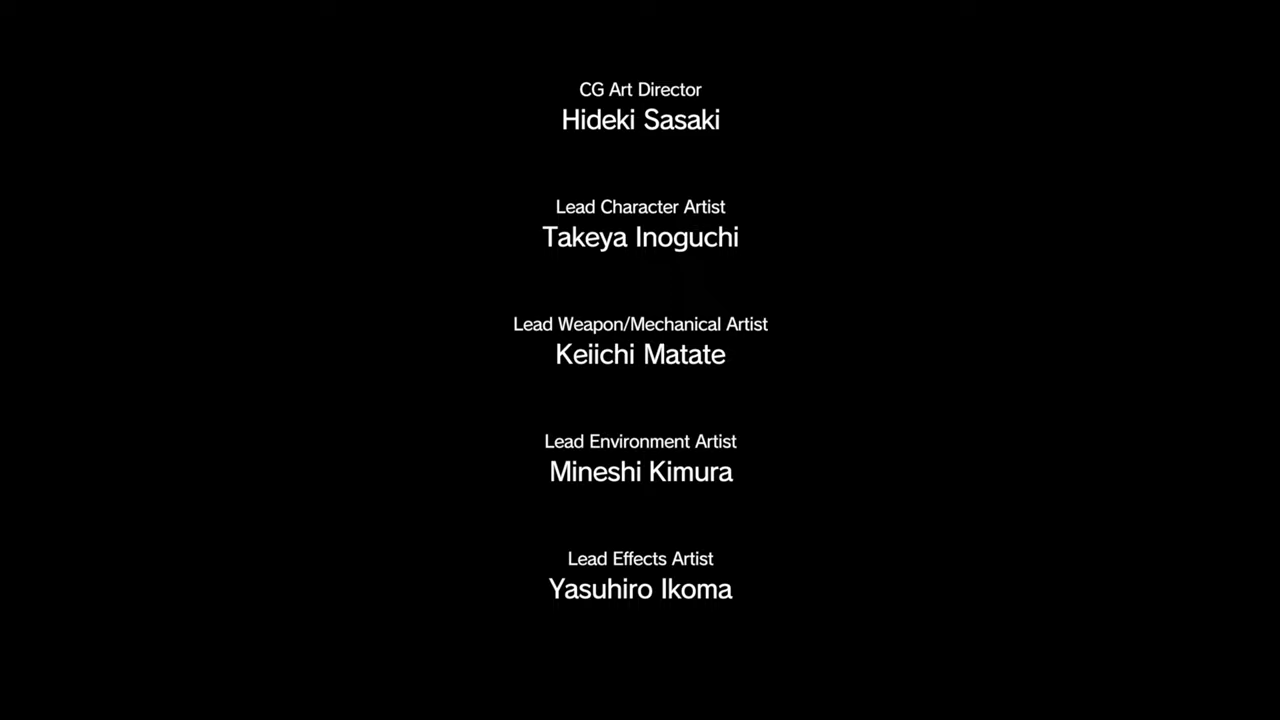 CG Art Director
Hideki Sasaki
Lead Character Artist
Takeya Inoguchi
Lead Weapon/Mechanical Artist
Keiichi Matate
Lead Environment Artist
Mineshi Kimura
Lead Effects Artist
Yasuhiro Ikoma